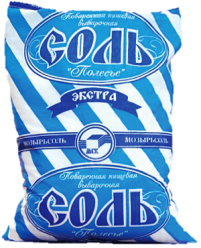 Поваренная пищевая
выварочная
СОЛЬ
"Полесье"
ЭКСТРА
МОЗЫРЬСОЛЬ
МОЗЫРЬСОЛЬ
Поваренная пищевая
выварочная
СОЛЬ
"Полесье"